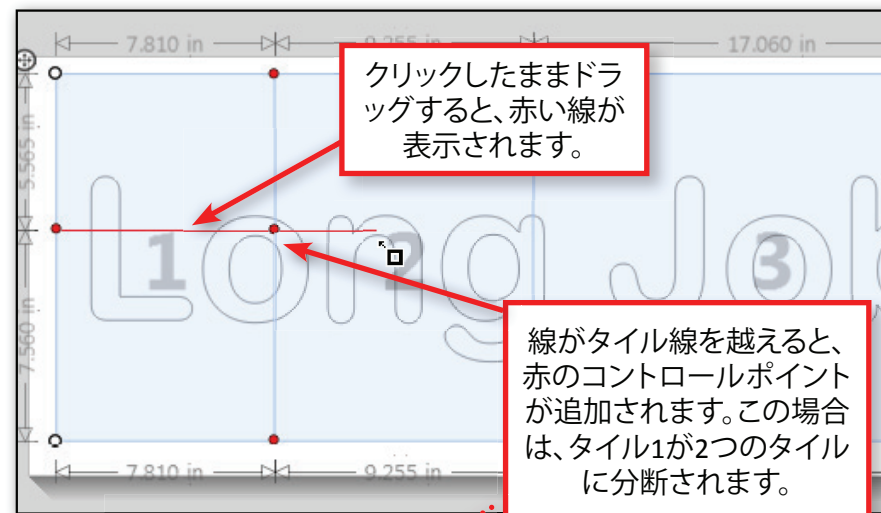 7.810 in
9.255 in
17.060 in
クリックしたままドラ
ッグすると、赤い線が
表示されます。
5.565 in
1
2
3
Long Job
7.560 in
線がタイル線を越えると、
赤のコントロールポイント
が追加されます。この場合
は、タイル1が2つのタイル
に分断されます。
7.810 in
9.255 in